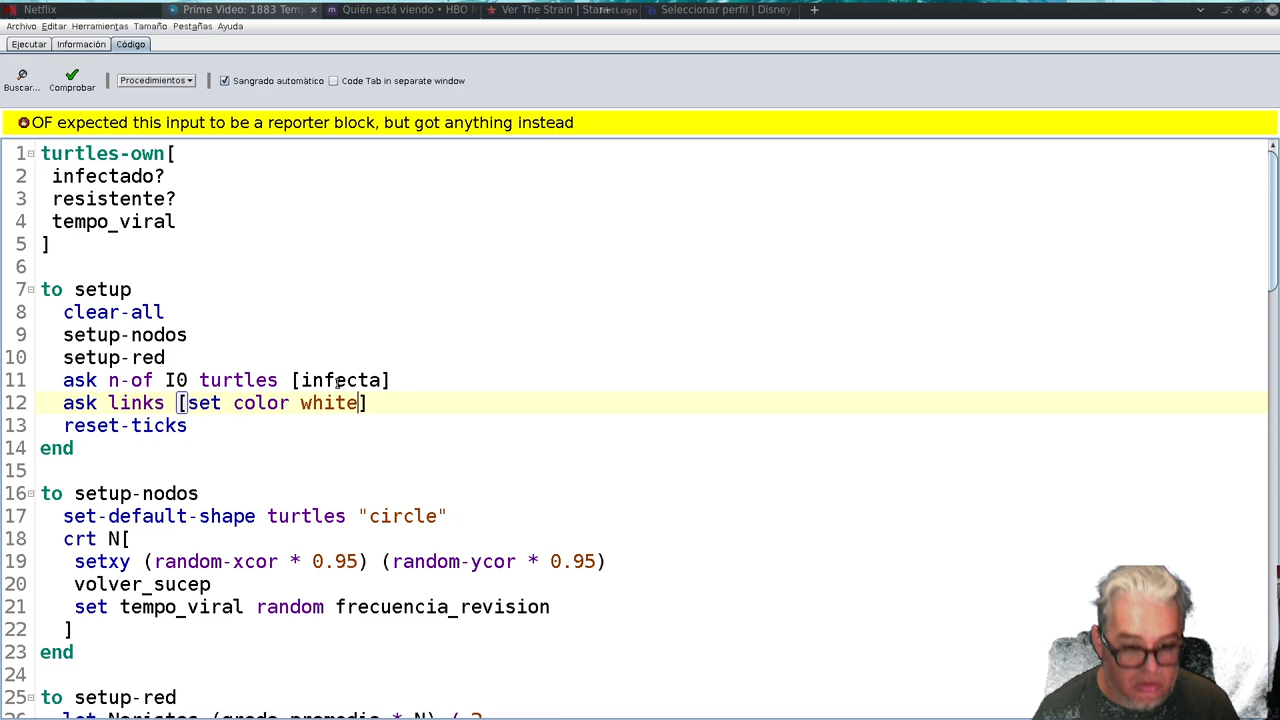 Netflix Prime Video: 1883 Tem × Quién está viendo • HBO M Ver The Strain | Star+ Seleccionar perfil | Disney +
Archivo Editar Herramientas Tamaño Pestañas Ayuda
Ejecutar Información Código
Buscar... Comprobar Procedimientos Sangrado automático Code Tab in separate window
OF expected this input to be a reporter block, but got anything instead
1 turtles-own[
2 infectado?
3 resistente?
4 tempo_viral
5 ]
6
7 to setup
8 clear-all
9 setup-nodos
10 setup-red
11 ask n-of I0 turtles [infecta]
12 ask links [set color white]
13 reset-ticks
14 end
15
16 to setup-nodos
17 set-default-shape turtles "circle"
18 crt N[
19 setxy (random-xcor * 0.95) (random-ycor * 0.95)
20 volver_sucep
21 set tempo_viral random frecuencia_revision
22 ]
23 end
24
25 to setup-red